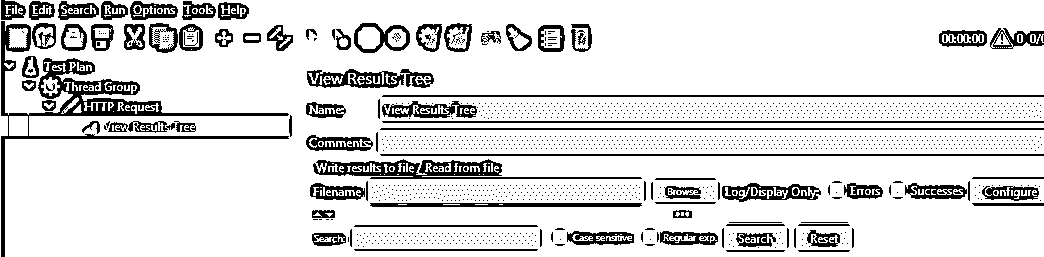 File Edit Search Run Options Tools Help
00:00:00 0 0/
Test Plan
Thread Group
HTTP Request
View Results Tree
View Results Tree
Name: View Results Tree
Comments:
Write results to file / Read from file
Filename Browse... Log/Display Only: Errors Successes Configure
Search: Case sensitive Regular exp. Search Reset